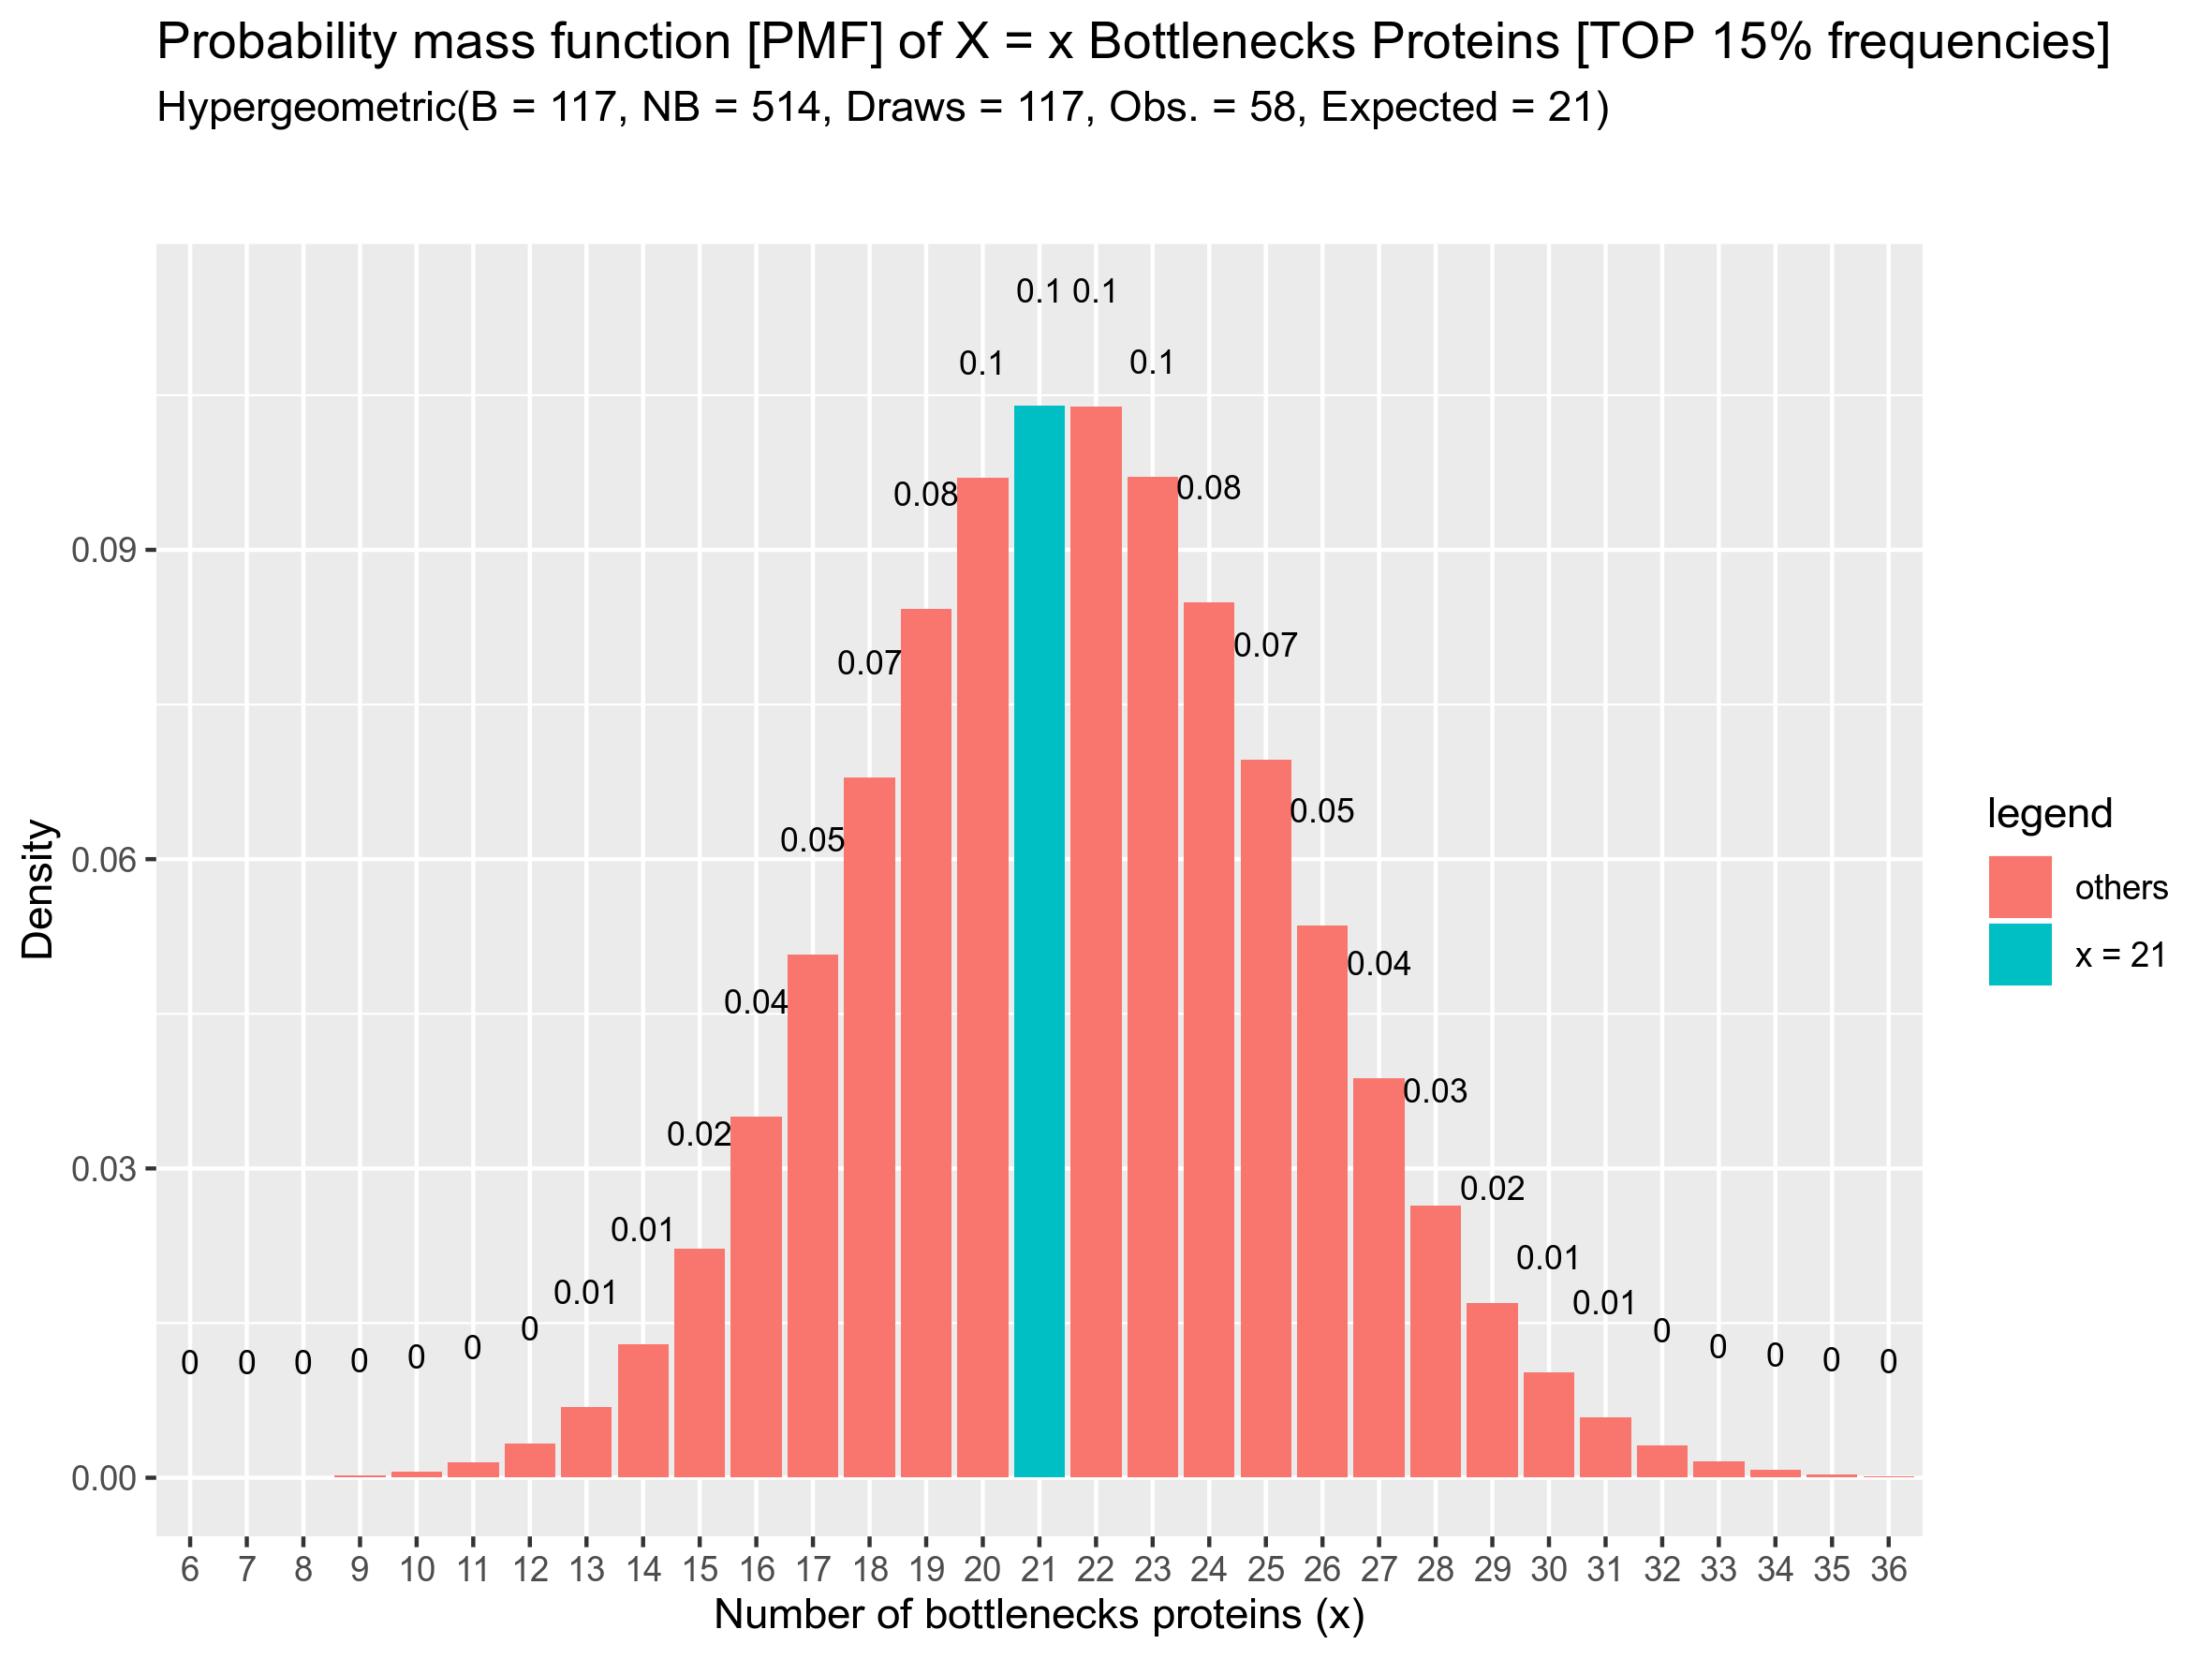 Probability mass function [PMF] of X = x Bottlenecks Proteins [TOP 15% frequencies]
Hypergeometric(B = 117, NB = 514, Draws = 117, Obs. = 58, Expected = 21)
0.1 0.1
0.1 0.1
0.08 0.08
0.07 0.07
0.05 0.05
0.04 0.04
0.02 0.03
0.01 0.02
0.01 0.01
0.01
0 0 0 0 0 0 0 0 0 0 0 0
0.09
0.06
0.03
0.00
Density
6 7 8 9 10 11 12 13 14 15 16 17 18 19 20 21 22 23 24 25 26 27 28 29 30 31 32 33 34 35 36
Number of bottlenecks proteins (x)
legend
others
x = 21